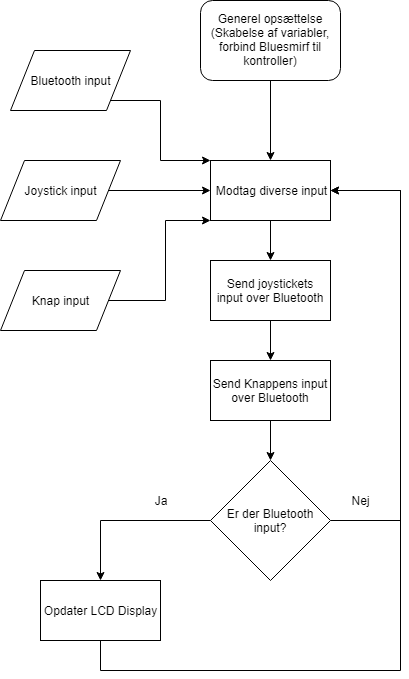 Generel opsættelse
(Skabelse af variabler,
forbind Bluesmirf til
kontroller)
Bluetooth input
Joystick input
Modtag diverse input
Knap input
Send joystickets
input over Bluetooth
Send Knappens input
over Bluetooth
Er der Bluetooth
input?
Ja
Nej
Opdater LCD Display